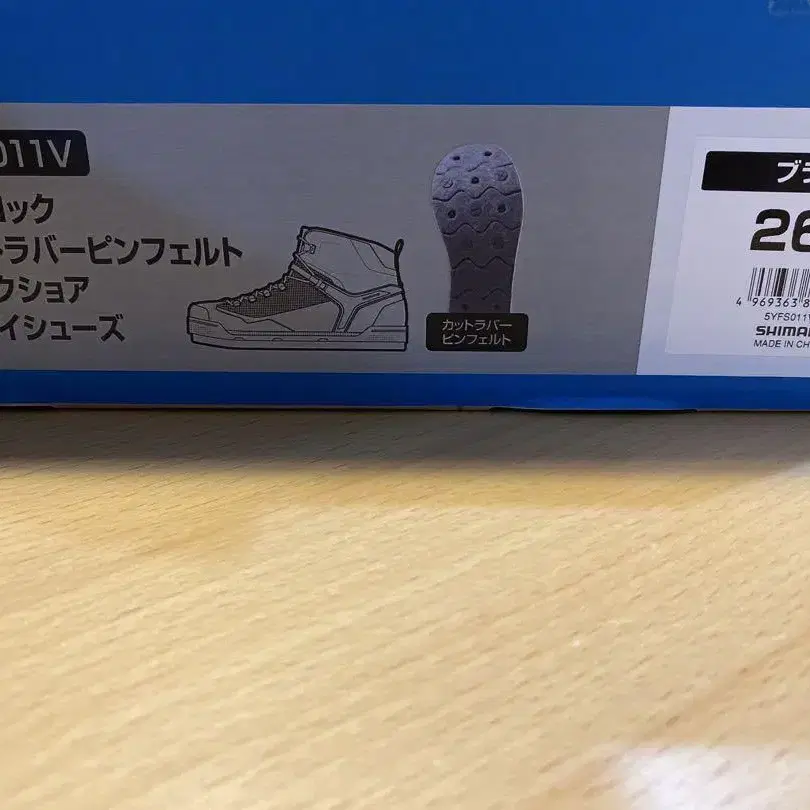 011V
ロック
トラバーピンフェルト
クショア
イシューズ
カットラバー
ピンフェルト
ブラ
26
4 969363 8
5YFS011V
SHIMA
MADE IN CH